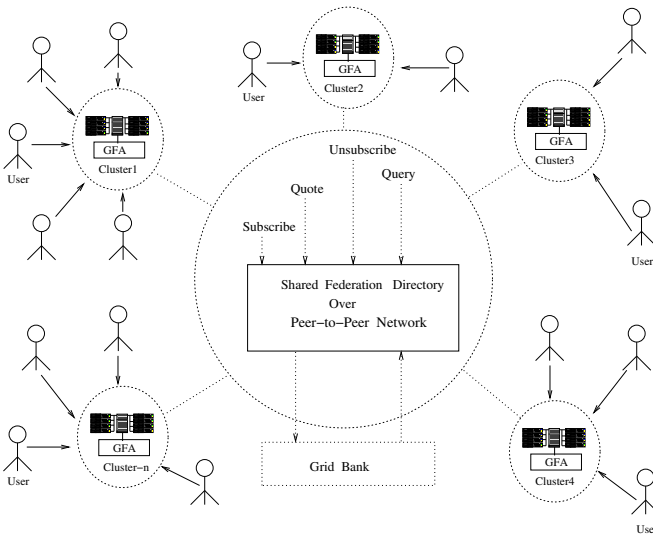 GFA
Cluster2
User
GFA
Cluster1
User
GFA
Cluster3
User
Unsubscribe
Quote
Query
Subscribe
Shared Federation Directory
Over
Peer−to−Peer Network
GFA
Cluster−n
User
Grid Bank
GFA
Cluster4
User